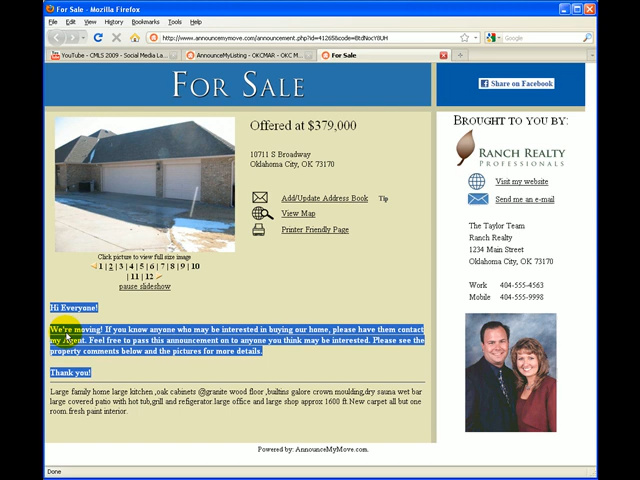 For Sale - Mozilla Firefox
File Edit View History Bookmarks Tools Help
http://www.announcemymove.com/announcement.php?id=41265&code=BtdNocY8UH
Google
YouTube - CMLS 2009 - Social Media La...
AnnounceMyListing - OKCMAR - OKC M...
For Sale
FOR SALE
Share on Facebook
Offered at $379,000
10711 S Broadway
Oklahoma City, OK 73170
Add/Update Address Book Tip
View Map
Printer Friendly Page
Click picture to view full size image
1 | 2 | 3 | 4 | 5 | 6 | 7 | 8 | 9 | 10
| 11 | 12
pause slideshow
Hi Everyone!
We're moving! If you know anyone who may be interested in buying our home, please have them contact
my Agent. Feel free to pass this announcement on to anyone you think may be interested. Please see the
property comments below and the pictures for more details.
Thank you!
Large family home large kitchen ,oak cabinets @granite wood floor ,builtins galore crown moulding,dry sauna wet bar
large covered patio with hot tub,grill and refigerator.large office and large shop approx 1600 ft.New carpet all but one
room.fresh paint interior.
BROUGHT TO YOU BY:
RANCH REALTY
PROFESSIONALS
Visit my website
Send me an e-mail
The Taylor Team
Ranch Realty
1234 Main Street
Oklahoma City, OK 73170
Work 404-555-4563
Mobile 404-555-9998
Powered by: AnnounceMyMove.com.
Done